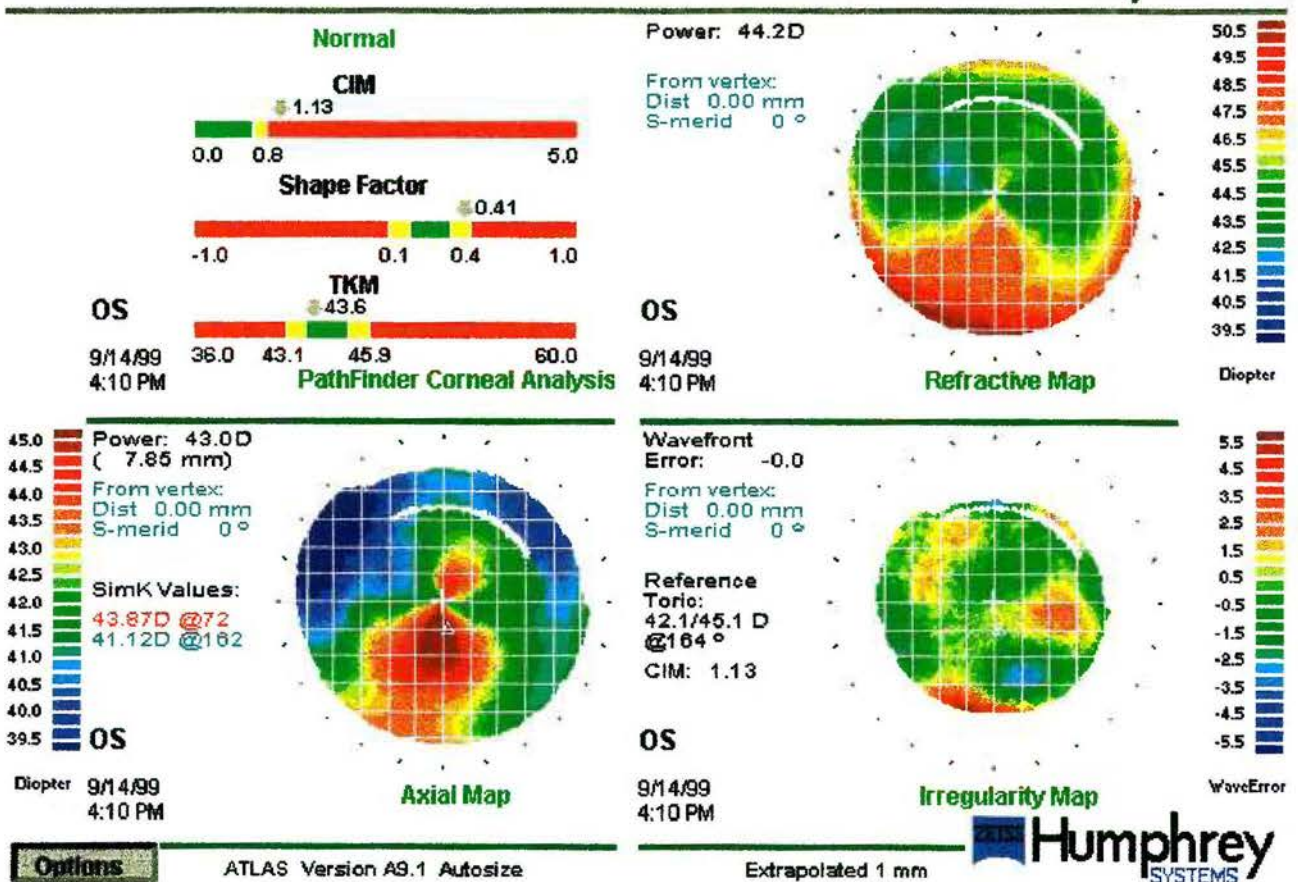 Normal
CIM
1.13
0.0 0.8 5.0
Shape Factor
0.41
-1.0 0.1 0.4 1.0
TKM
43.6
OS
36.0 43.1 45.9 60.0
9/14/99
4:10 PM
PathFinder Corneal Analysis
Power: 44.2D
From vertex:
Dist 0.00 mm
S-merid 0 °
OS
9/14/99
4:10 PM
Refractive Map
50.5
49.5
48.5
47.5
46.5
45.5
44.5
43.5
42.5
41.5
40.5
39.5
Diopter
45.0
44.5
44.0
43.5
43.0
42.5
42.0
41.5
41.0
40.5
40.0
39.5
Diopter
Power: 43.0D
( 7.85 mm)
From vertex:
Dist 0.00 mm
S-merid 0 °
SimK Values:
43.87D @72
41.12D @162
OS
9/14/99
4:10 PM
Axial Map
Wavefront
Error: -0.0
From vertex:
Dist 0.00 mm
S-merid 0 °
Reference
Toric:
42.1/45.1 D
@164 °
CIM: 1.13
OS
9/14/99
4:10 PM
Irregularity Map
5.5
4.5
3.5
2.5
1.5
0.5
-0.5
-1.5
-2.5
-3.5
-4.5
-5.5
WaveError
Options
ATLAS Version A9.1 Autosize
Extrapolated 1 mm
ZEISS Humphrey
SYSTEMS